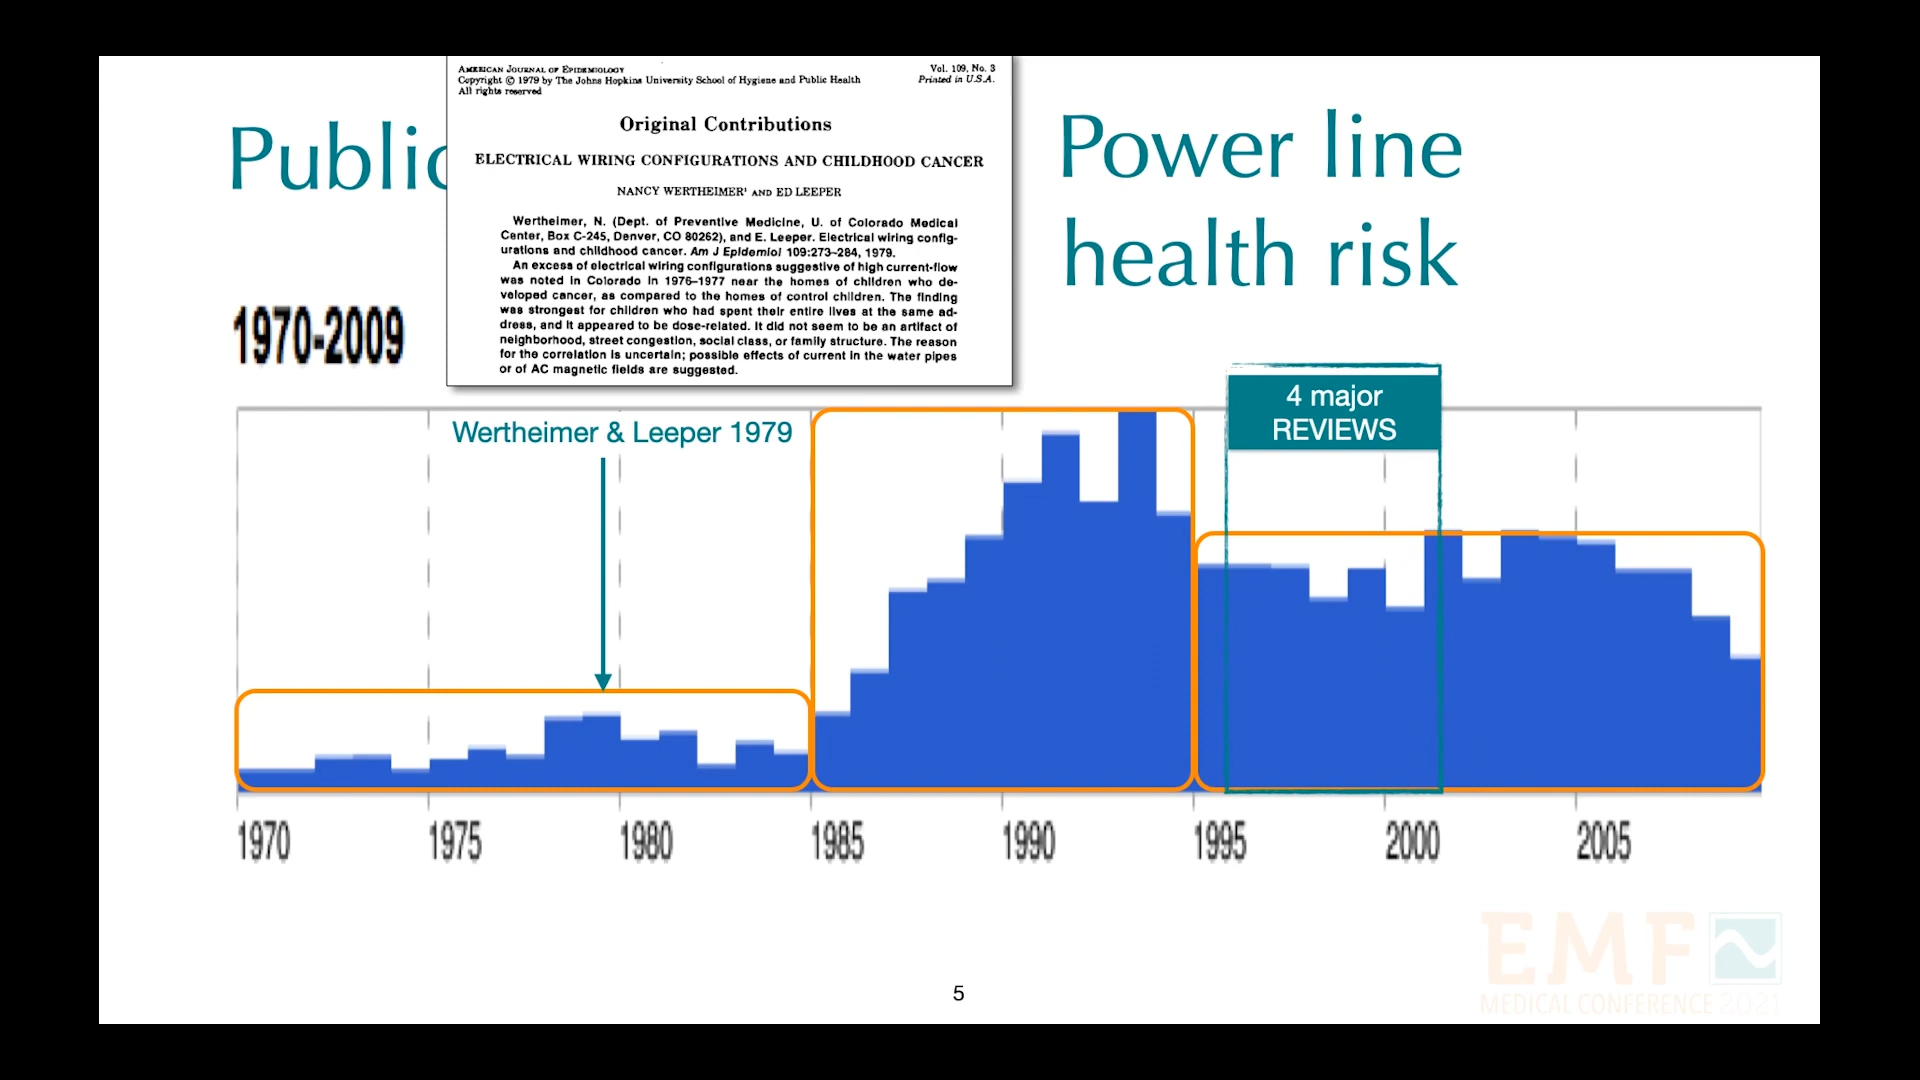 AMERICAN JOURNAL OF EPIDEMIOLOGY
Copyright © 1979 by The Johns Hopkins University School of Hygiene and Public Health
All rights reserved
Vol. 109, No. 3
Printed in U.S.A.
Original Contributions
ELECTRICAL WIRING CONFIGURATIONS AND CHILDHOOD CANCER
NANCY WERTHEIMER¹ AND ED LEEPER
Wertheimer, N. (Dept. of Preventive Medicine, U. of Colorado Medical
Center, Box C-245, Denver, CO 80262), and E. Leeper. Electrical wiring config-
urations and childhood cancer. Am J Epidemiol 109:273–284, 1979.
An excess of electrical wiring configurations suggestive of high current-flow
was noted in Colorado in 1976–1977 near the homes of children who de-
veloped cancer, as compared to the homes of control children. The finding
was strongest for children who had spent their entire lives at the same ad-
dress, and it appeared to be dose-related. It did not seem to be an artifact of
neighborhood, street congestion, social class, or family structure. The reason
for the correlation is uncertain; possible effects of current in the water pipes
or of AC magnetic fields are suggested.
Public
Power line
health risk
1970-2009
Wertheimer & Leeper 1979
4 major
REVIEWS
1970 1975 1980 1985 1990 1995 2000 2005
5
EMF
MEDICAL CONFERENCE 2021